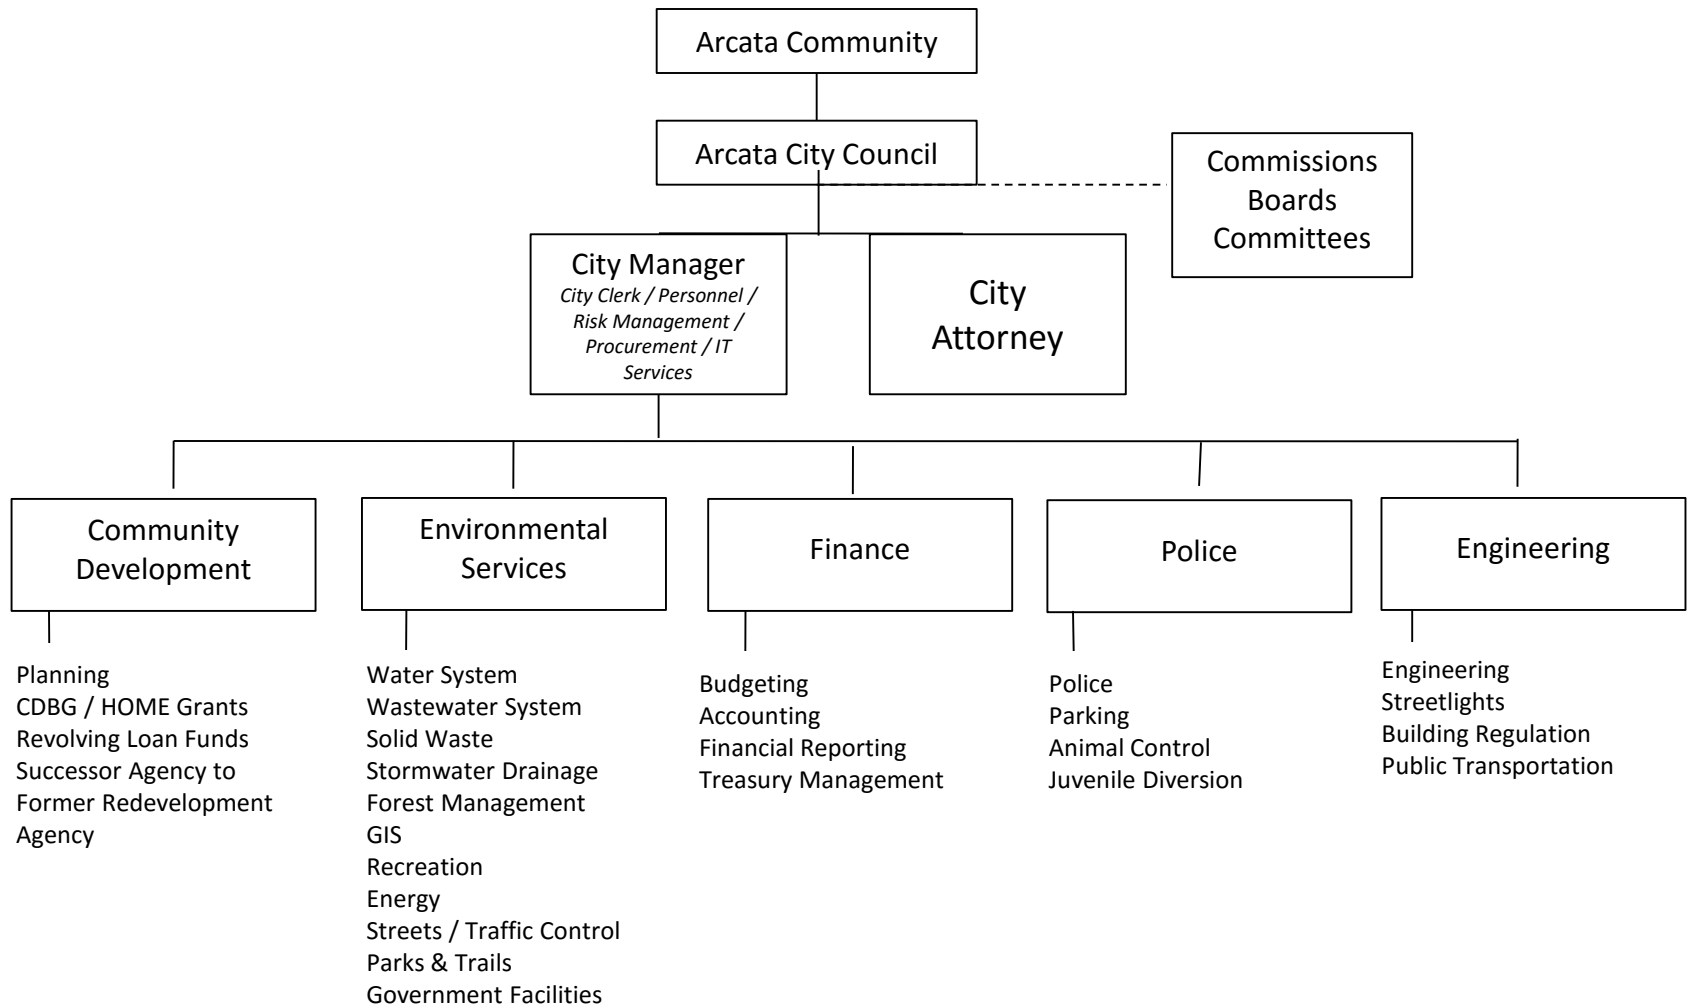 Arcata Community
Arcata City Council
Commissions
Boards
Committees
City Manager
City Clerk / Personnel /
Risk Management /
Procurement / IT
Services
City
Attorney
Community
Development
Environmental
Services
Finance
Police
Engineering
Planning
CDBG / HOME Grants
Revolving Loan Funds
Successor Agency to
Former Redevelopment
Agency
Water System
Wastewater System
Solid Waste
Stormwater Drainage
Forest Management
GIS
Recreation
Energy
Streets / Traffic Control
Parks & Trails
Government Facilities
Budgeting
Accounting
Financial Reporting
Treasury Management
Police
Parking
Animal Control
Juvenile Diversion
Engineering
Streetlights
Building Regulation
Public Transportation